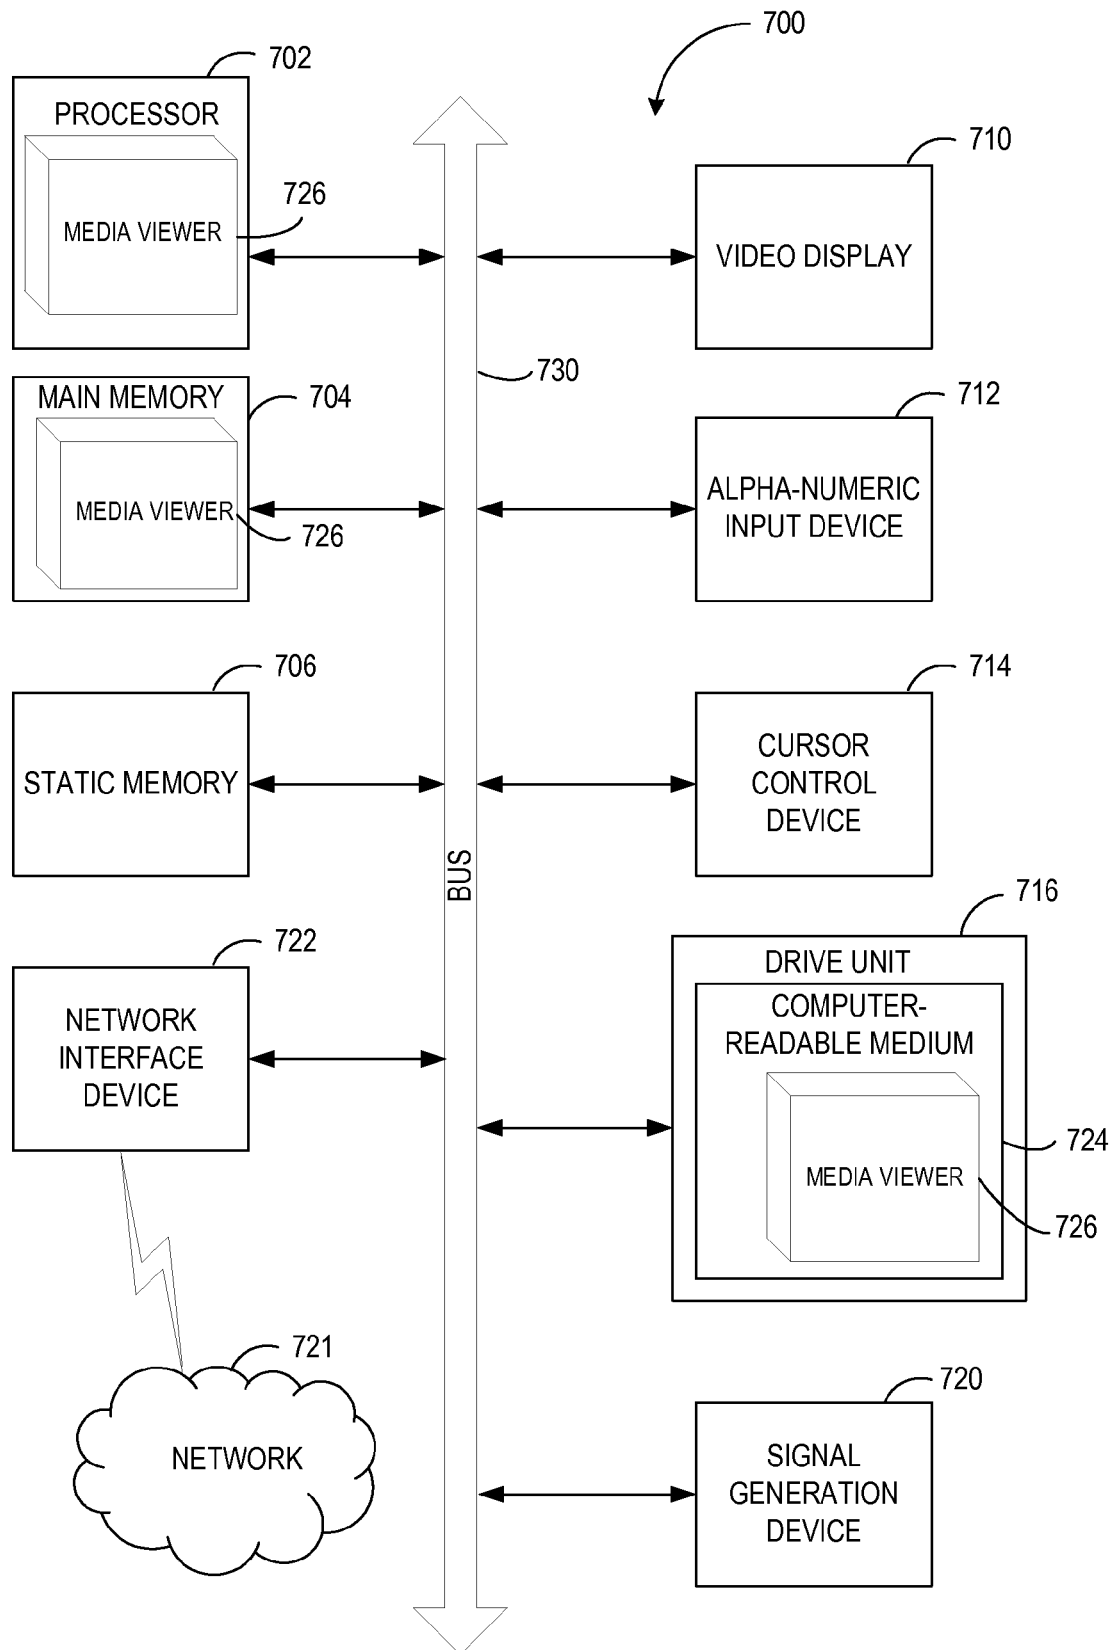 700
702
PROCESSOR
MEDIA VIEWER
726
710
VIDEO DISPLAY
730
MAIN MEMORY
704
MEDIA VIEWER
726
712
ALPHA-NUMERIC
INPUT DEVICE
706
STATIC MEMORY
714
CURSOR
CONTROL
DEVICE
BUS
722
NETWORK
INTERFACE
DEVICE
716
DRIVE UNIT
COMPUTER-
READABLE MEDIUM
724
MEDIA VIEWER
726
721
NETWORK
720
SIGNAL
GENERATION
DEVICE